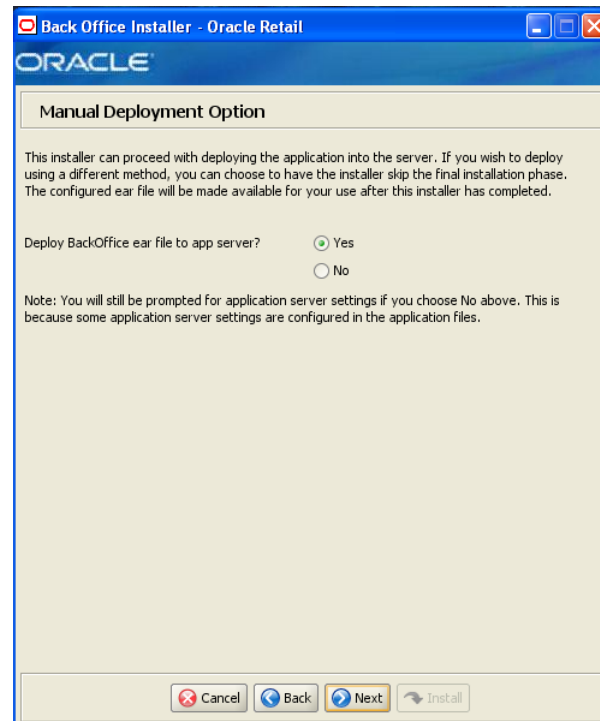 Back Office Installer - Oracle Retail
ORACLE
Manual Deployment Option
This installer can proceed with deploying the application into the server. If you wish to deploy
using a different method, you can choose to have the installer skip the final installation phase.
The configured ear file will be made available for your use after this installer has completed.
Deploy BackOffice ear file to app server?
Yes
No
Note: You will still be prompted for application server settings if you choose No above. This is
because some application server settings are configured in the application files.
Cancel Back Next Install